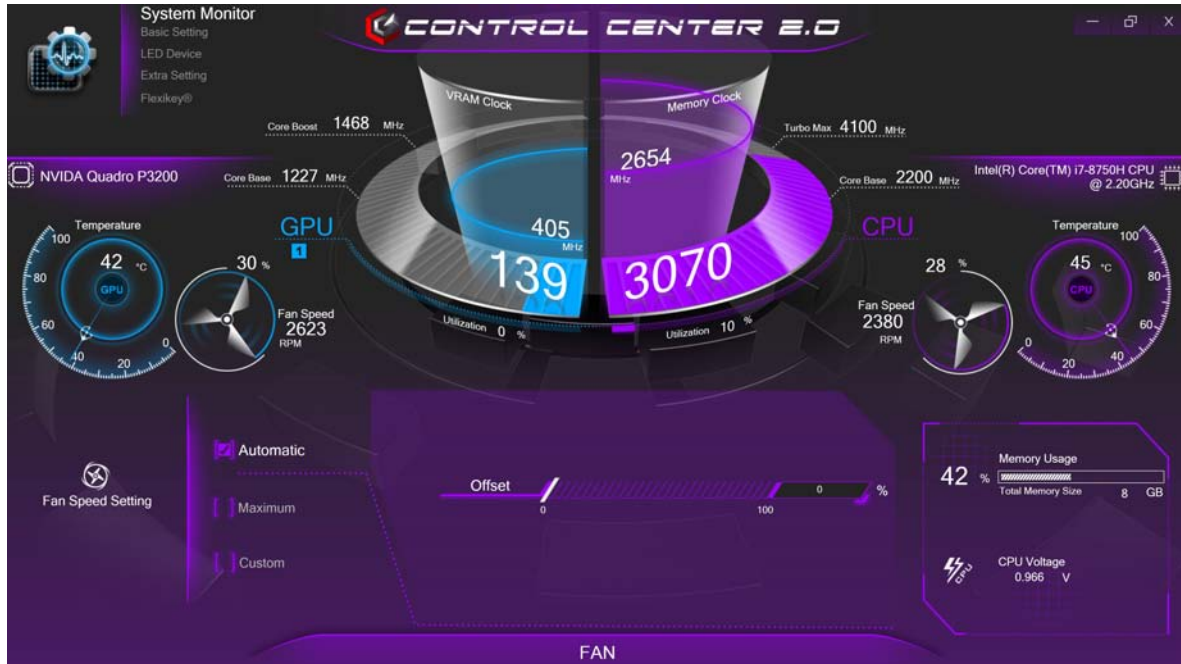 System Monitor
Basic Setting
LED Device
Extra Setting
Flexikey®
CONTROL CENTER 2.0
VRAM Clock
Memory Clock
Core Boost 1468 MHz
Turbo Max 4100 MHz
2654
MHz
NVIDA Quadro P3200
Core Base 1227 MHz
Core Base 2200 MHz
Intel(R) Core(TM) i7-8750H CPU
@ 2.20GHz
GPU
1
405
MHz
CPU
139
3070
Temperature
100
80
60
40
20
0
42 °C
GPU
30 %
Fan Speed
2623
RPM
Utilization 0 %
Utilization 10 %
28 %
Fan Speed
2380
RPM
Temperature
100
80
60
40
20
0
45 °C
CPU
Fan Speed Setting
Automatic
Maximum
Custom
Offset
0
100
0 %
42 %
Memory Usage
Total Memory Size 8 GB
CPU
CPU Voltage
0.966 V
FAN